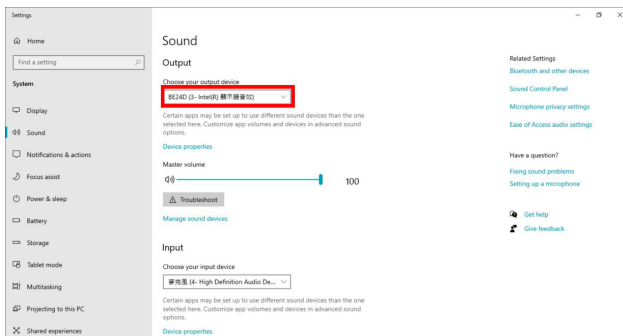 Settings
Home
Find a setting
System
Display
Sound
Notifications & actions
Focus assist
Power & sleep
Battery
Storage
Tablet mode
Multitasking
Projecting to this PC
Shared experiences
Sound
Output
Choose your output device
BE24D (3- Intel(R) 顯示器音效)
Certain apps may be set up to use different sound devices than the one
selected here. Customize app volumes and devices in advanced sound
options.
Device properties
Master volume
100
Troubleshoot
Manage sound devices
Input
Choose your input device
麥克風 (4- High Definition Audio De...
Certain apps may be set up to use different sound devices than the one
selected here. Customize app volumes and devices in advanced sound
options.
Device properties
Related Settings
Bluetooth and other devices
Sound Control Panel
Microphone privacy settings
Ease of Access audio settings
Have a question?
Fixing sound problems
Setting up a microphone
Get help
Give feedback